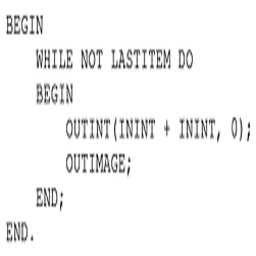 BEGIN
WHILE NOT LASTITEM DO
BEGIN
OUTINT(ININT + ININT, 0);
OUTIMAGE;
END;
END.